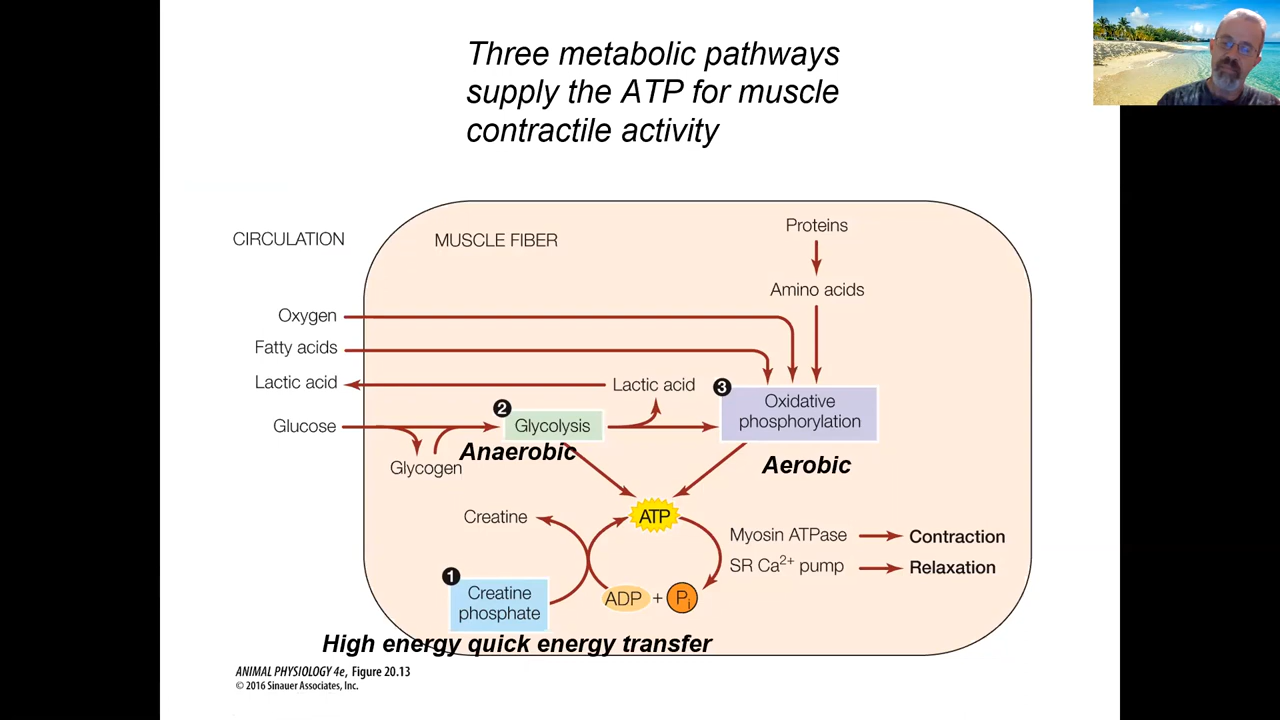 Three metabolic pathways
supply the ATP for muscle
contractile activity
CIRCULATION
MUSCLE FIBER
Proteins
Amino acids
Oxygen
Fatty acids
Lactic acid
Lactic acid
3
Oxidative
phosphorylation
2
Glycolysis
Glucose
Anaerobic
Aerobic
Glycogen
Creatine
ATP
Myosin ATPase
Contraction
SR Ca²⁺ pump
Relaxation
1
Creatine
phosphate
ADP + Pᵢ
High energy quick energy transfer
ANIMAL PHYSIOLOGY 4e, Figure 20.13
© 2016 Sinauer Associates, Inc.